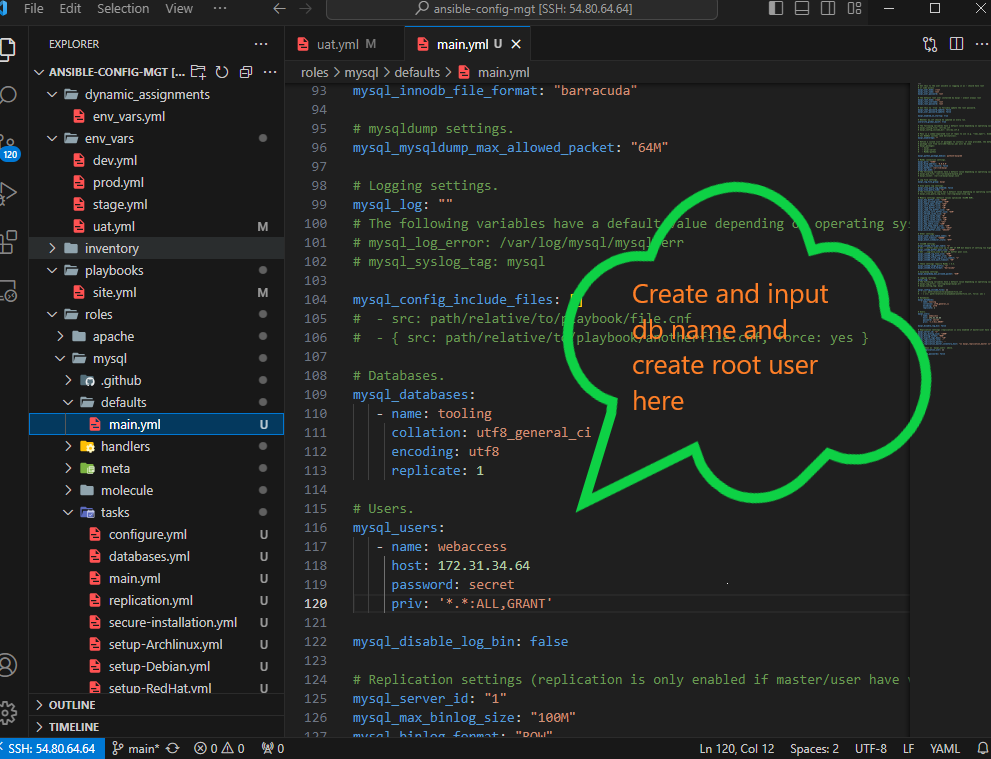 File Edit Selection View ··· ansible-config-mgt [SSH: 54.80.64.64]
EXPLORER ···
ANSIBLE-CONFIG-MGT [... ···
dynamic_assignments
env_vars.yml
env_vars
dev.yml
prod.yml
stage.yml
uat.yml M
inventory
playbooks
site.yml M
roles
apache
mysql
.github
defaults
main.yml U
handlers
meta
molecule
tasks
configure.yml U
databases.yml U
main.yml U
replication.yml U
secure-installation.yml U
setup-Archlinux.yml U
setup-Debian.yml U
setup-RedHat.yml U
OUTLINE
TIMELINE
120
uat.yml M main.yml U
roles > mysql > defaults > main.yml
93 mysql_innodb_file_format: "barracuda"
94
95 # mysqldump settings.
96 mysql_mysqldump_max_allowed_packet: "64M"
97
98 # Logging settings.
99 mysql_log: ""
100 # The following variables have a default value depending on operating sys
101 # mysql_log_error: /var/log/mysql/mysql.err
102 # mysql_syslog_tag: mysql
103
104 mysql_config_include_files: []
105 #  - src: path/relative/to/playbook/file.cnf
106 #  - { src: path/relative/to/playbook/anotherfile.cnf, force: yes }
107
108 # Databases.
109 mysql_databases:
110 - name: tooling
111 collation: utf8_general_ci
112 encoding: utf8
113 replicate: 1
114
115 # Users.
116 mysql_users:
117 - name: webaccess
118 host: 172.31.34.64
119 password: secret
120 priv: '*.*:ALL,GRANT'
121
122 mysql_disable_log_bin: false
123
124 # Replication settings (replication is only enabled if master/user have
125 mysql_server_id: "1"
126 mysql_max_binlog_size: "100M"
127 mysql_binlog_format: "ROW"
Create and input
db name and
create root user
here
SSH: 54.80.64.64 main* 0 0 0 Ln 120, Col 12 Spaces: 2 UTF-8 LF YAML